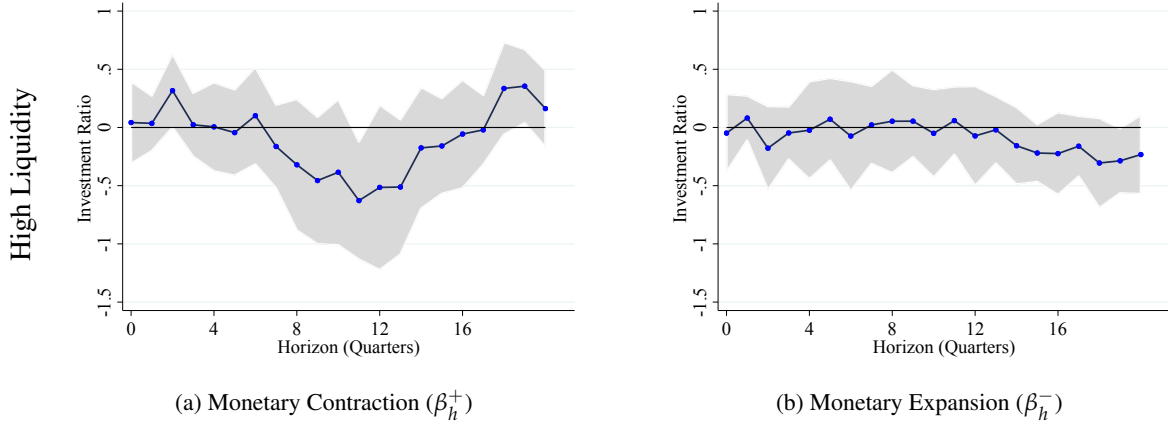 High Liquidity
Investment Ratio
1
.5
0
-.5
-1
-1.5
0 4 8 12 16
Horizon (Quarters)
(a) Monetary Contraction (β_h^+)
Investment Ratio
1
.5
0
-.5
-1
-1.5
0 4 8 12 16
Horizon (Quarters)
(b) Monetary Expansion (β_h^-)